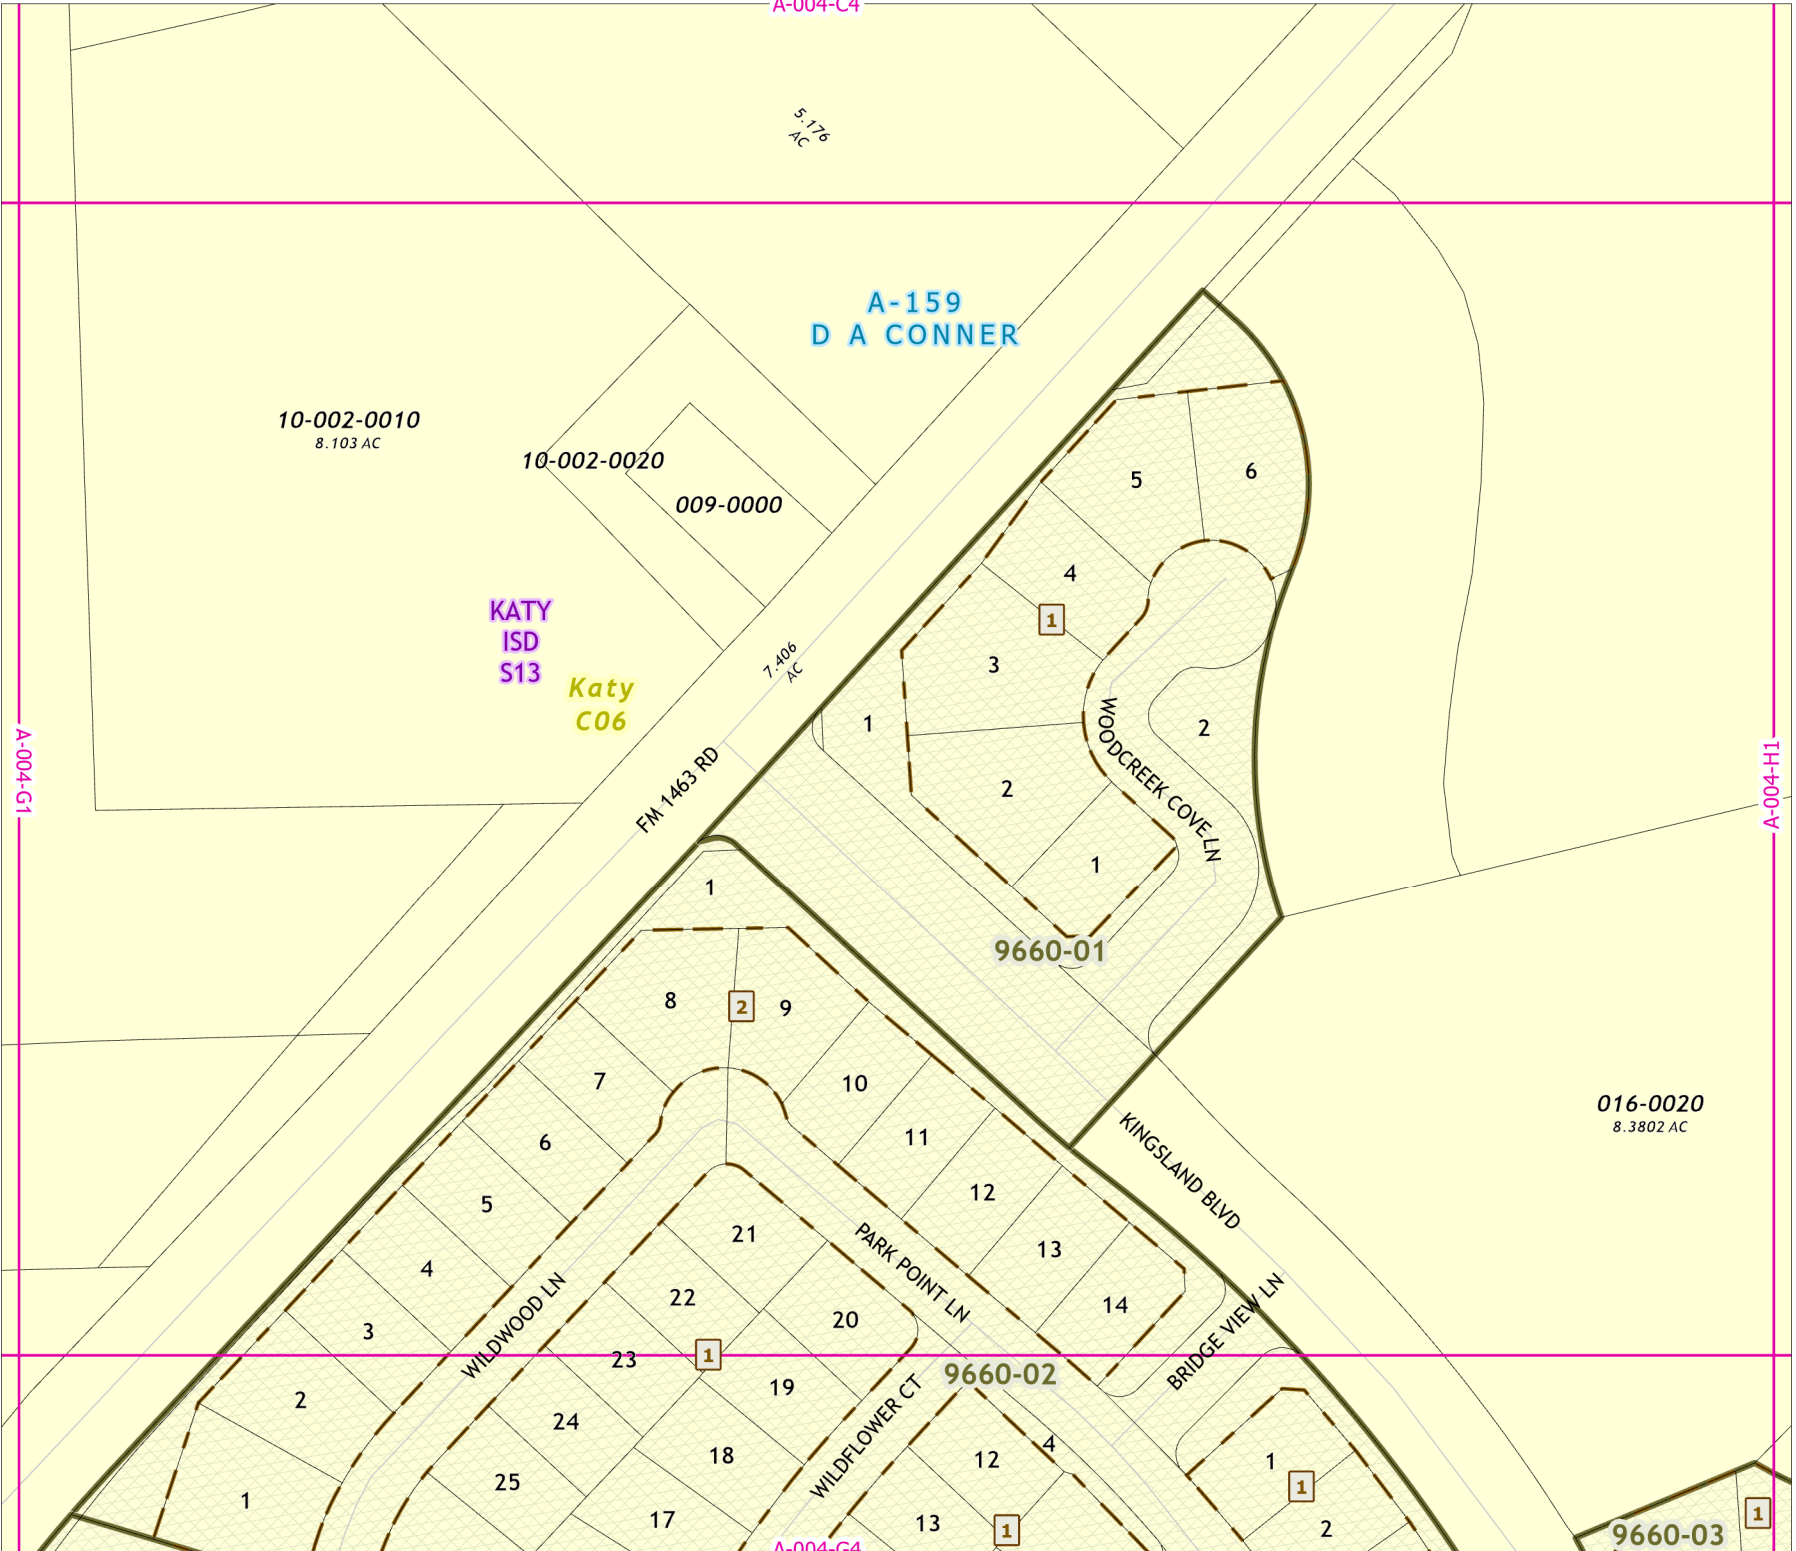 A-004-C4
5.176
AC
A-159
D A CONNER
10-002-0010
8.103 AC
10-002-0020
009-0000
KATY
ISD
S13
Katy
C06
A-004-G1
A-004-H1
7.406
AC
FM 1463 RD
5
6
4
1
3
1
2
2
1
WOODCREEK COVE LN
9660-01
1
8
2
9
7
10
6
11
5
12
4
13
3
14
2
1
21
22
20
23
1
19
24
18
25
17
WILDWOOD LN
PARK POINT LN
KINGSLAND BLVD
BRIDGE VIEW LN
WILDFLOWER CT
016-0020
8.3802 AC
9660-02
12
4
13
1
1
1
2
1
9660-03
A-004-G4